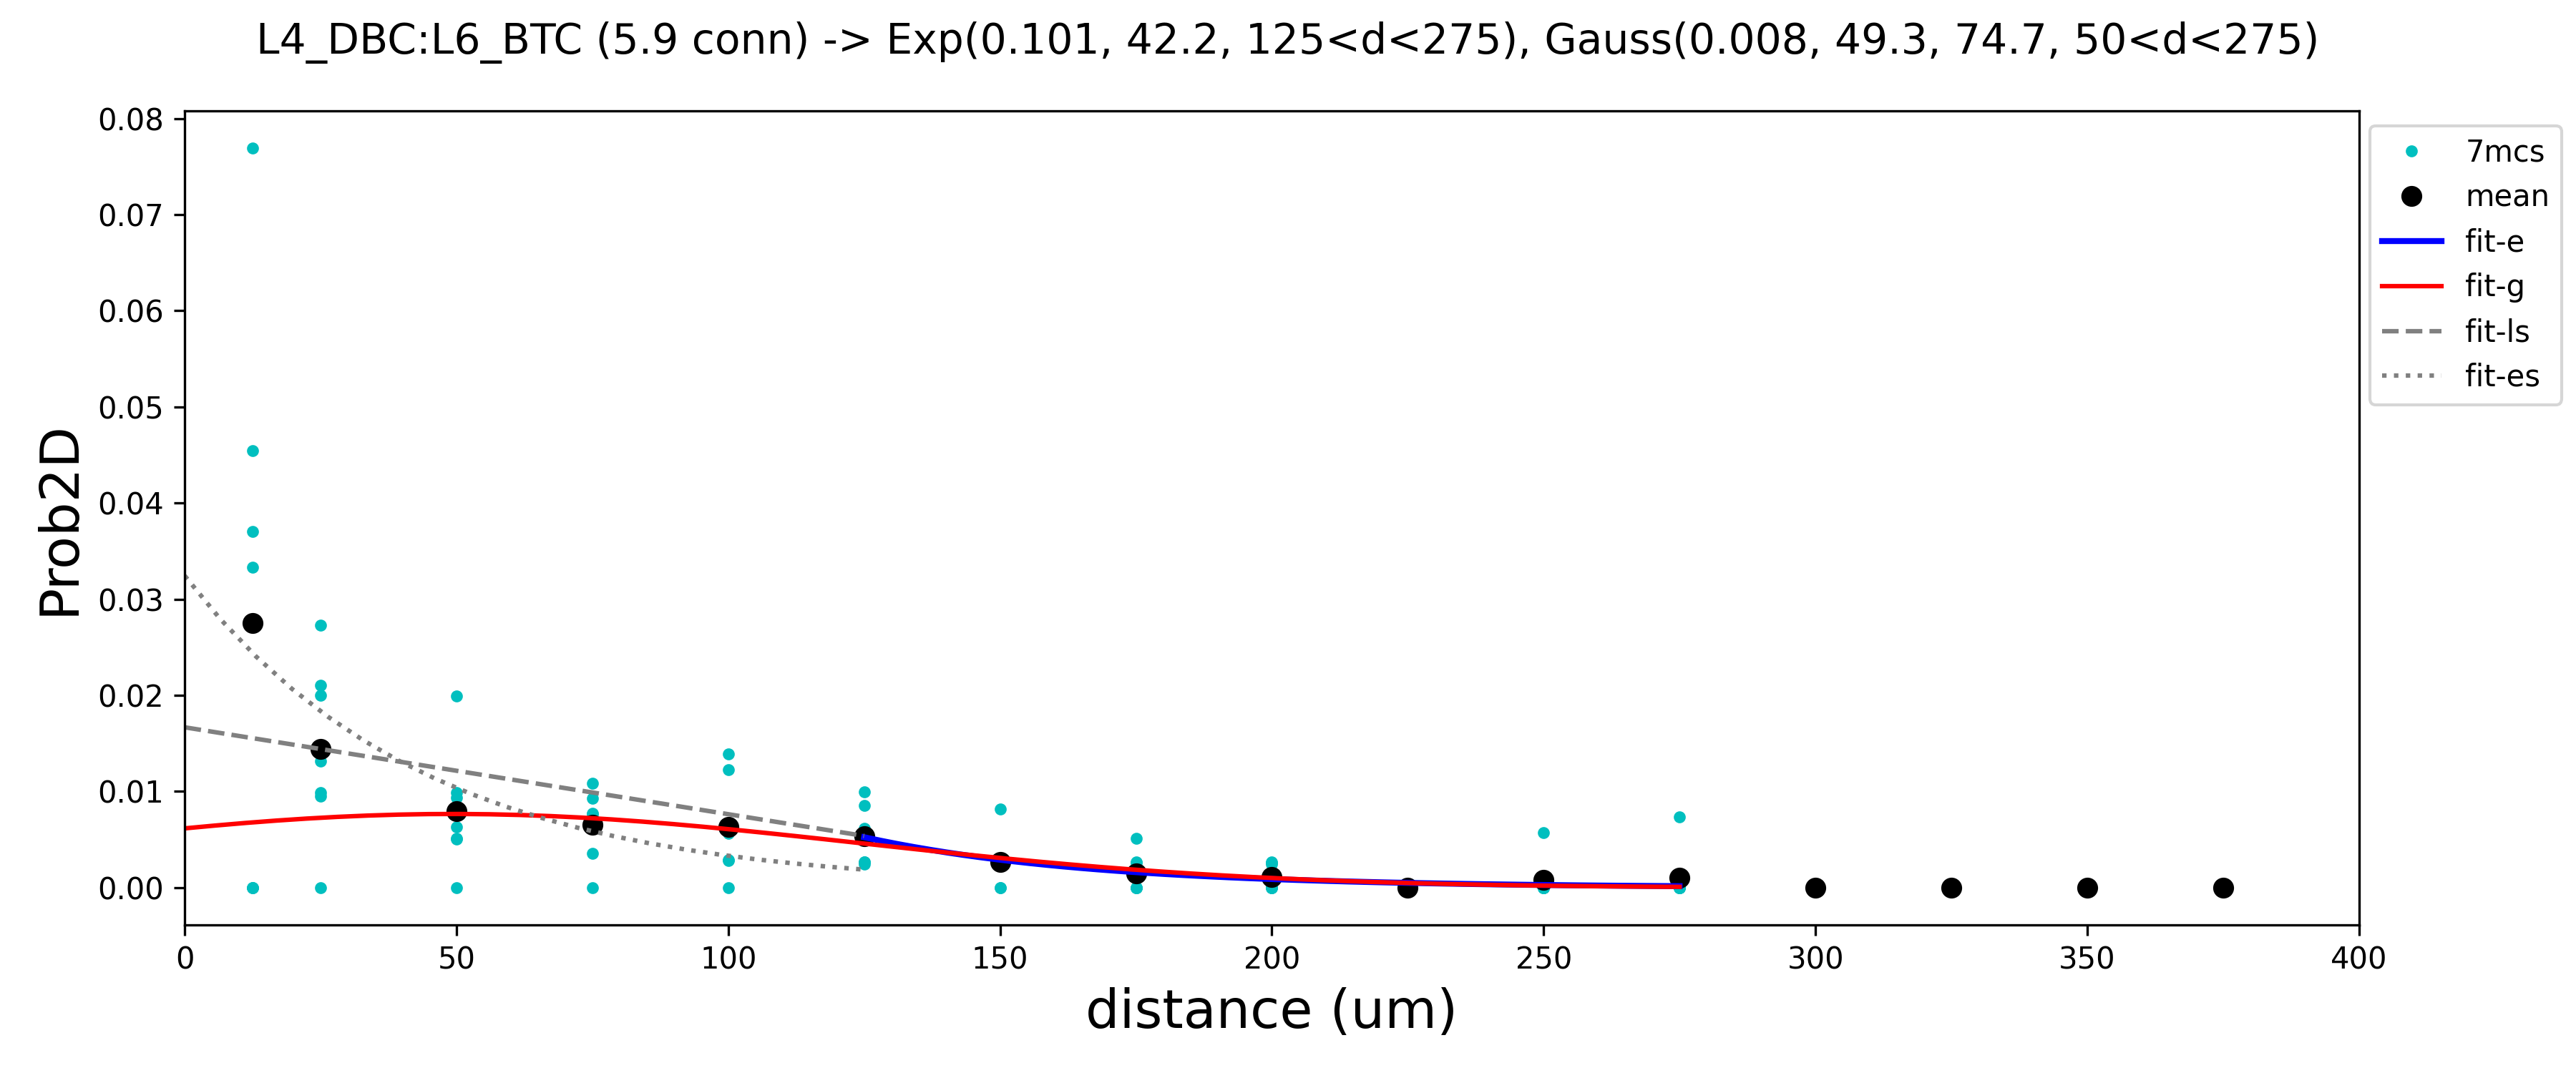 L4_DBC:L6_BTC (5.9 conn) -> Exp(0.101, 42.2, 125<d<275), Gauss(0.008, 49.3, 74.7, 50<d<275)
Prob2D
0.08
0.07
0.06
0.05
0.04
0.03
0.02
0.01
0.00
0 50 100 150 200 250 300 350 400
distance (um)
7mcs
mean
fit-e
fit-g
fit-ls
fit-es